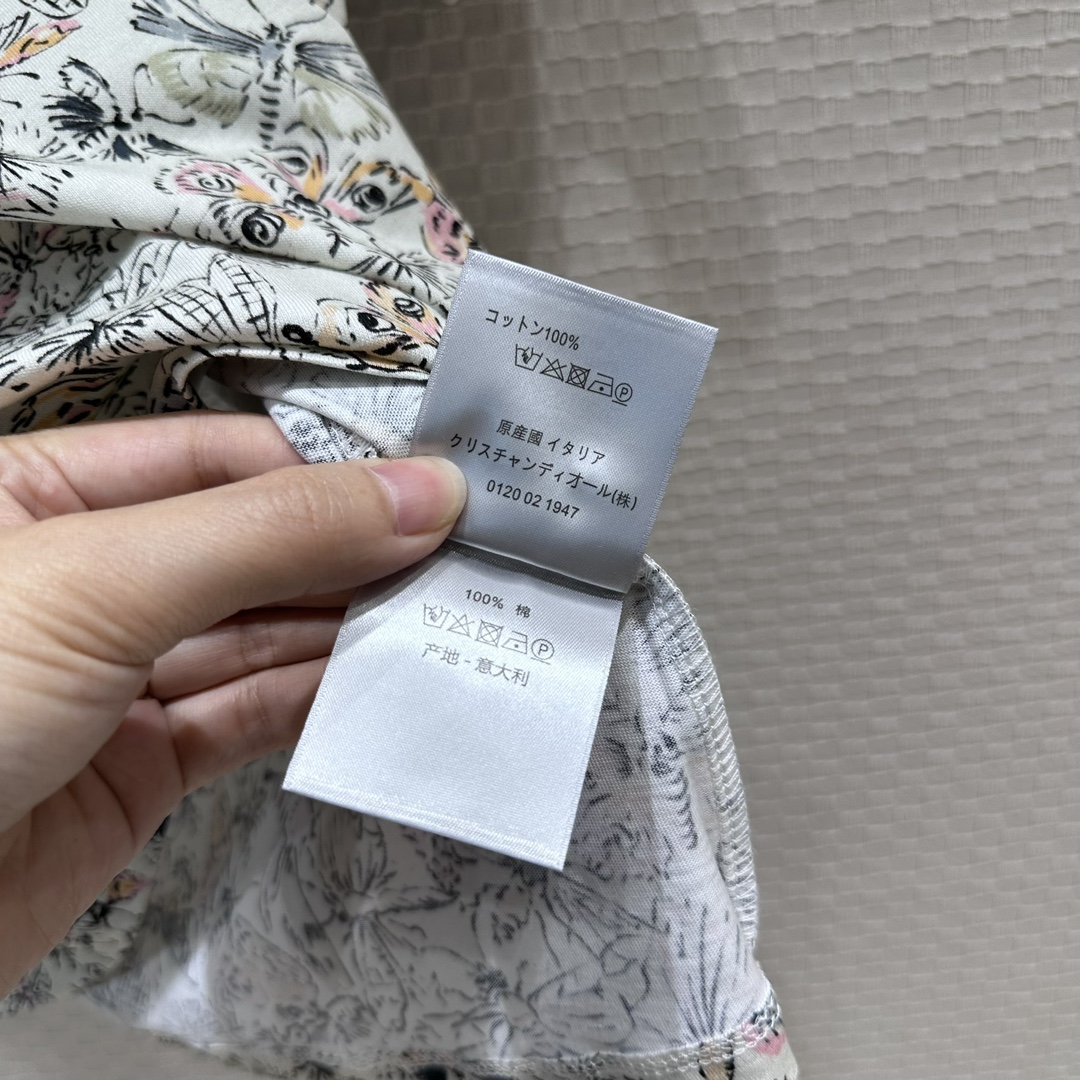 コットン100%
P
原産國 イタリア
クリスチャンディオール(株)
0120 02 1947
100% 棉
P
产地 - 意大利